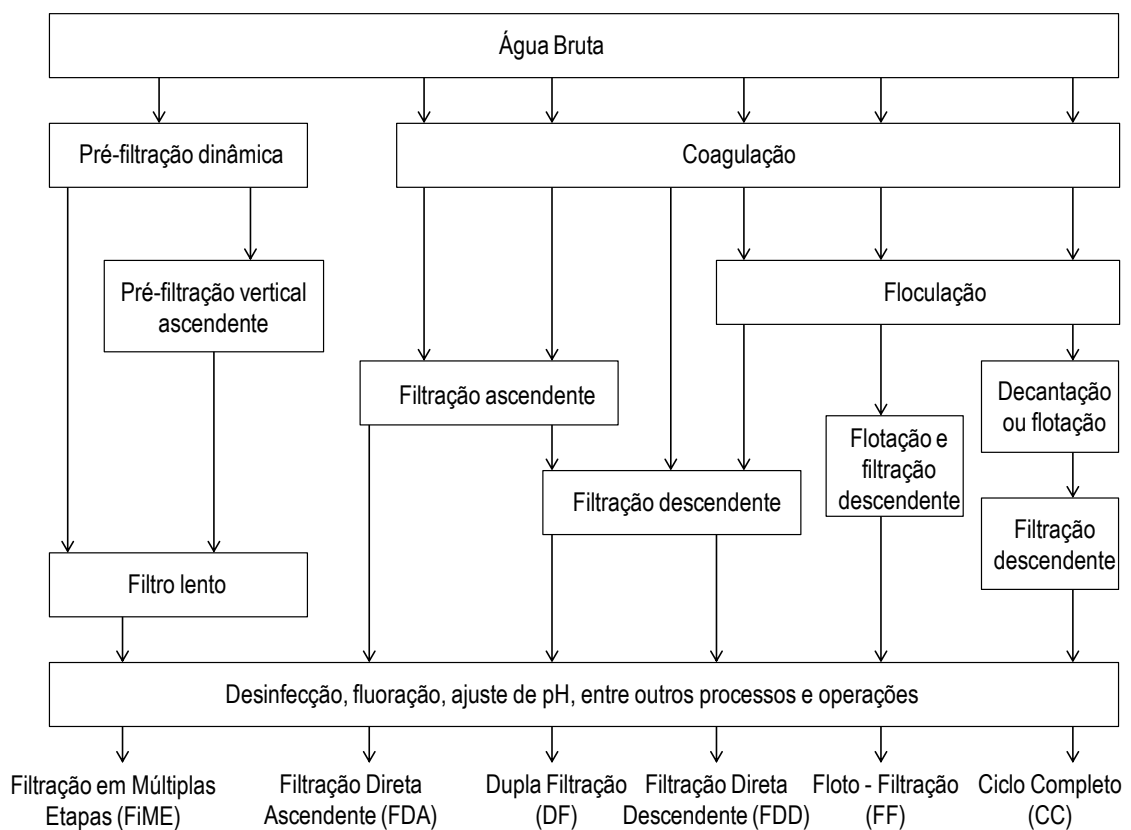 Água Bruta
Pré-filtração dinâmica
Coagulação
Pré-filtração vertical
ascendente
Floculação
Filtração ascendente
Decantação
ou flotação
Flotação e
filtração
descendente
Filtração descendente
Filtração
descendente
Filtro lento
Desinfecção, fluoração, ajuste de pH, entre outros processos e operações
Filtração em Múltiplas
Etapas (FiME)
Filtração Direta
Ascendente (FDA)
Dupla Filtração
(DF)
Filtração Direta
Descendente (FDD)
Floto - Filtração
(FF)
Ciclo Completo
(CC)